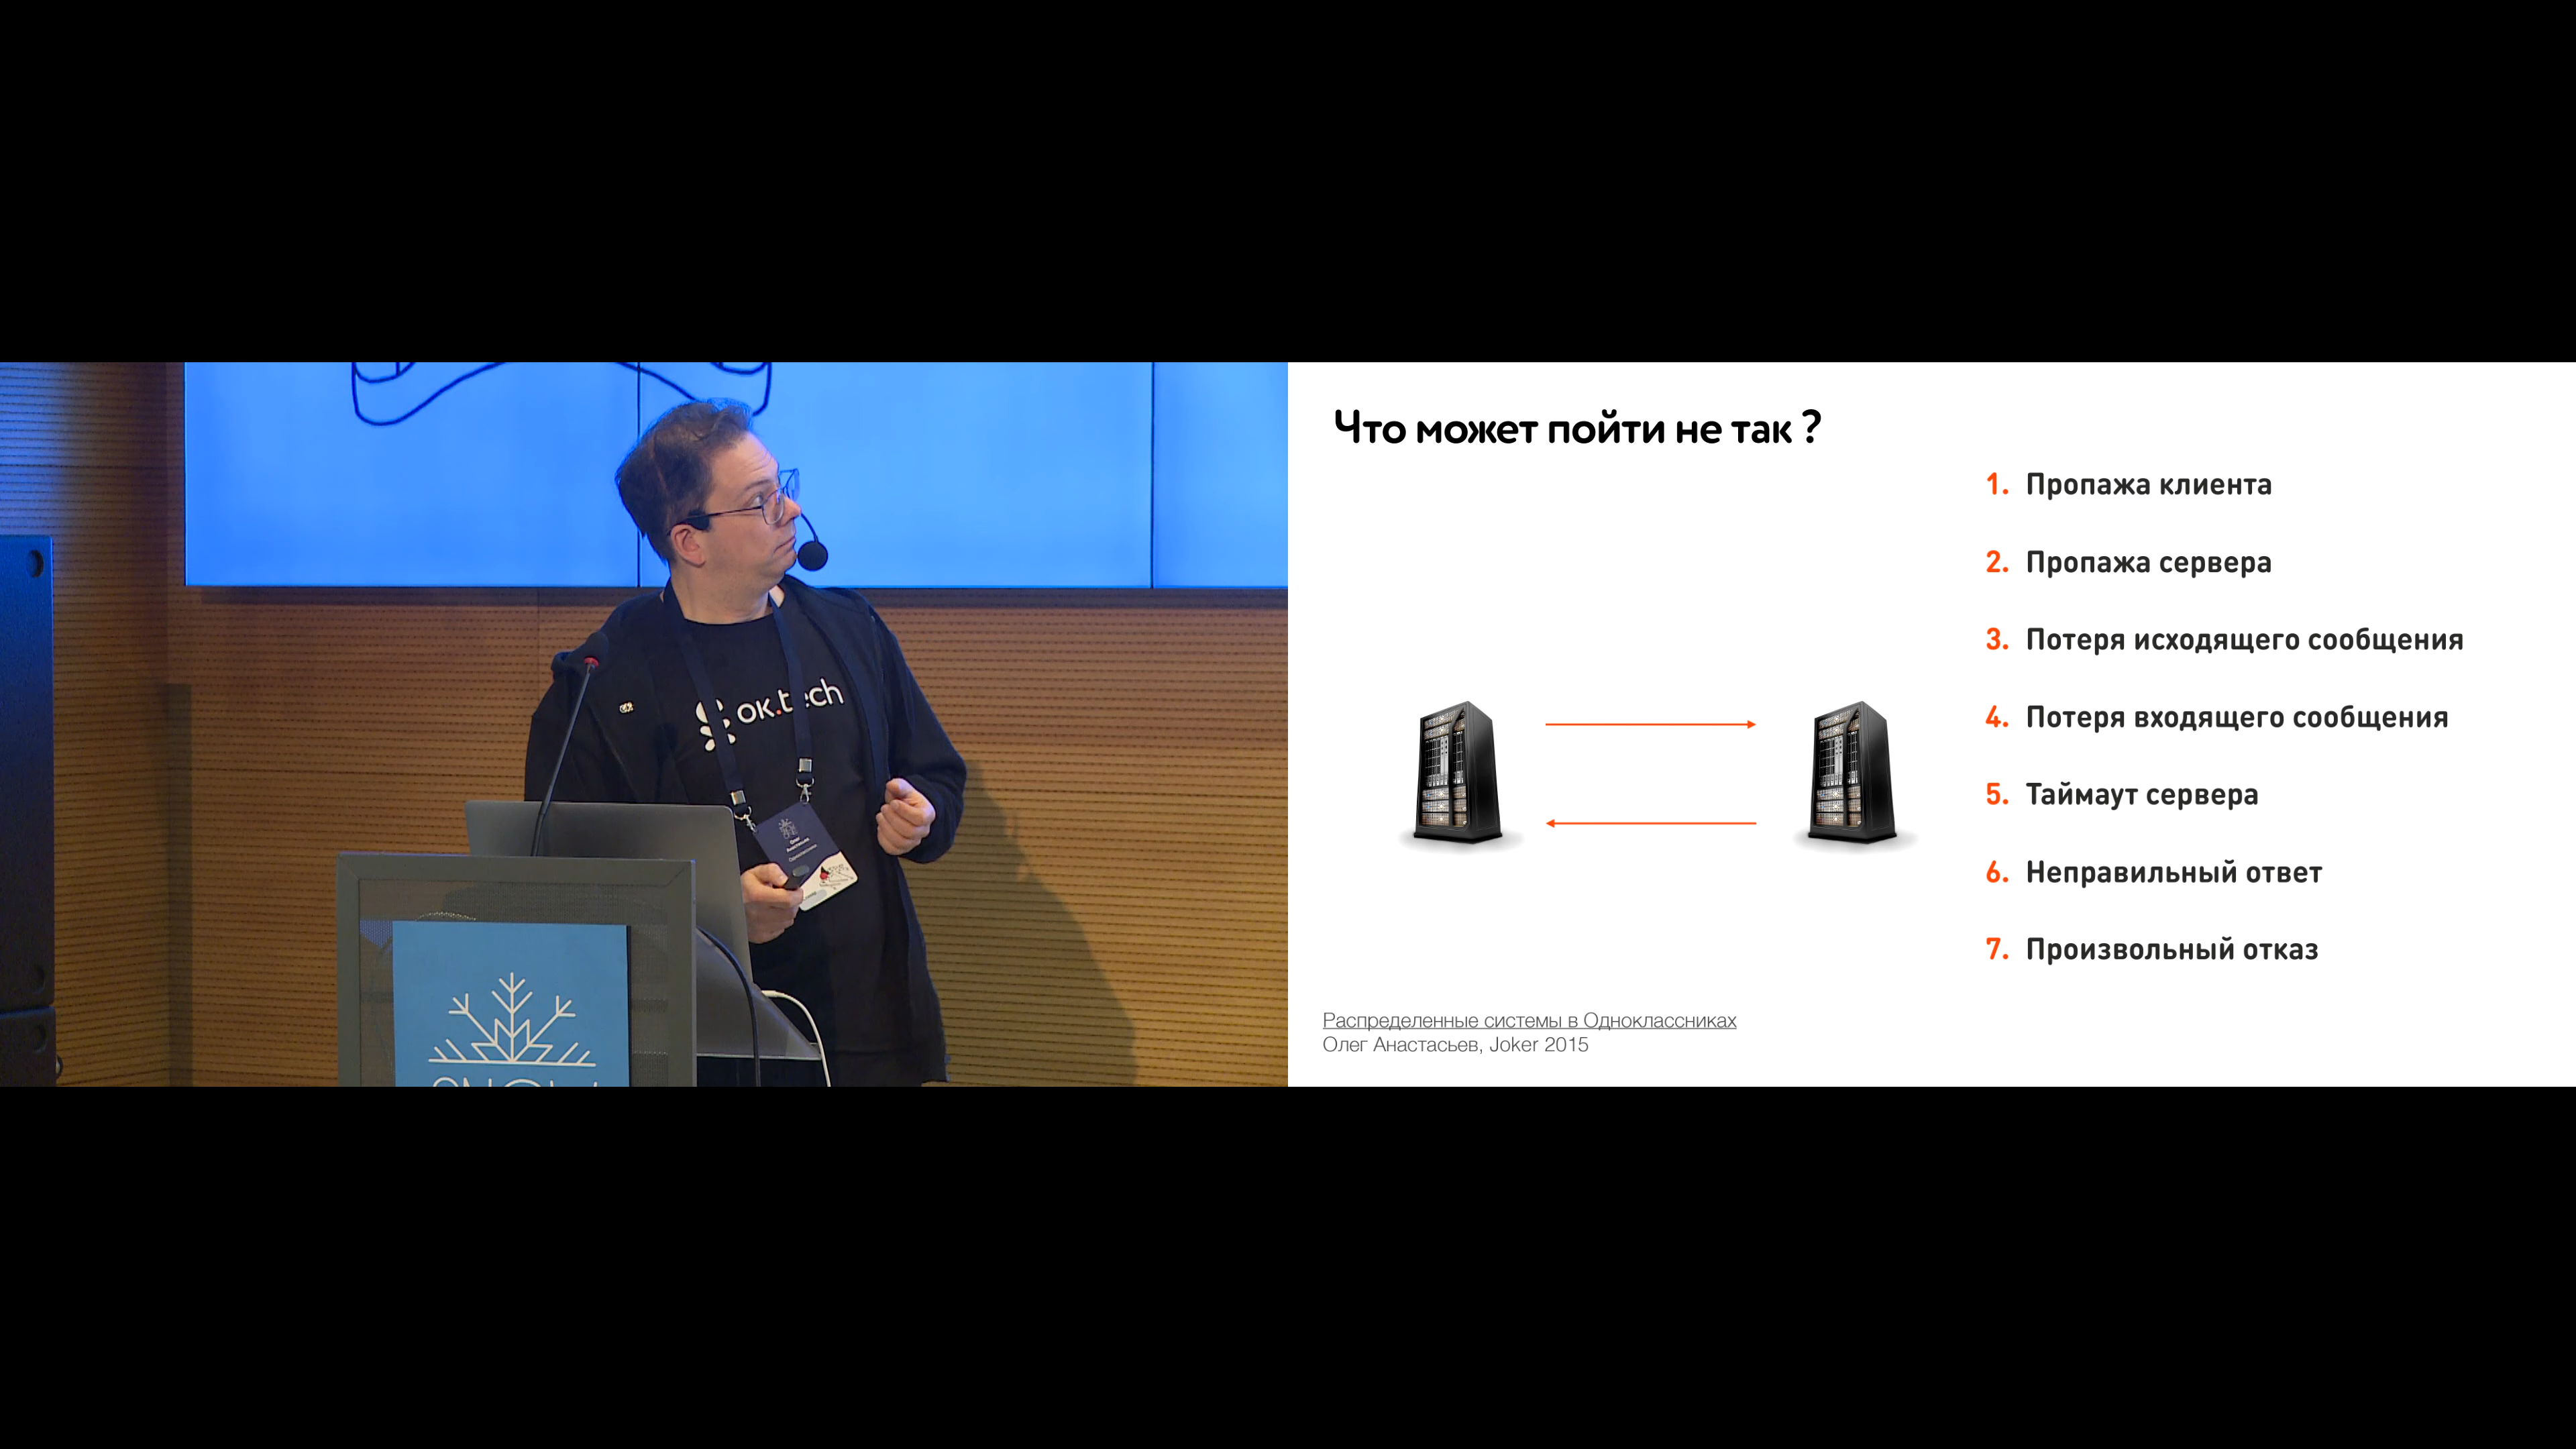 ok.tech
Что может пойти не так ?
1. Пропажа клиента
2. Пропажа сервера
3. Потеря исходящего сообщения
4. Потеря входящего сообщения
5. Таймаут сервера
6. Неправильный ответ
7. Произвольный отказ
Распределенные системы в Одноклассниках
Олег Анастасьев, Joker 2015